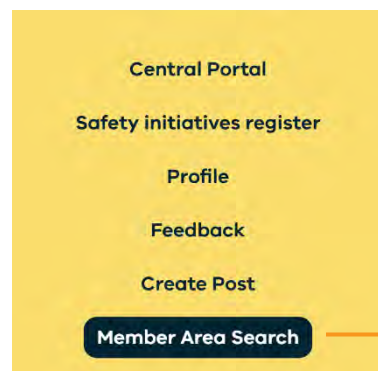 Central Portal
Safety initiatives register
Profile
Feedback
Create Post
Member Area Search